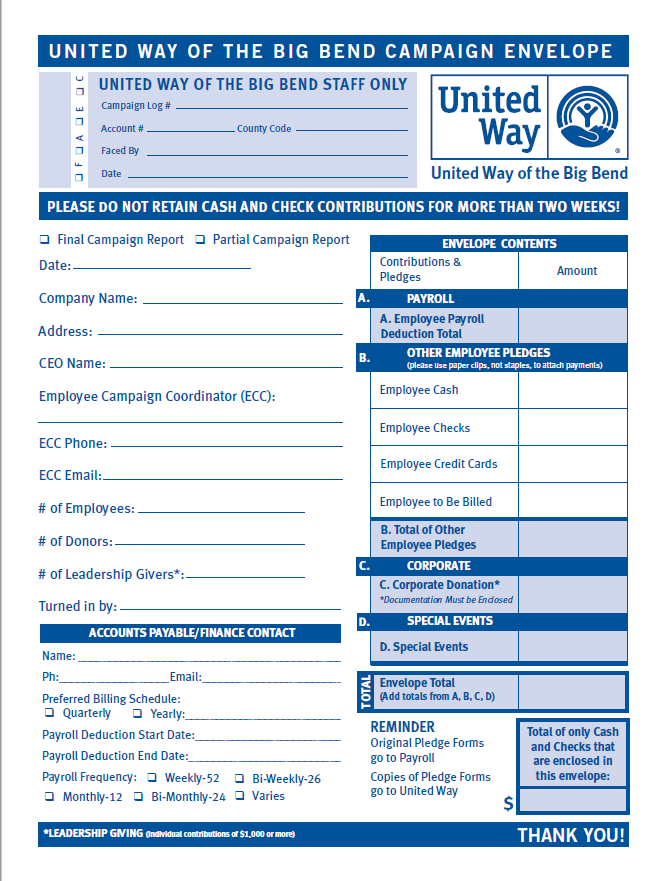 UNITED WAY OF THE BIG BEND CAMPAIGN ENVELOPE
F ❑ A ❑ E ❑ C ❑
UNITED WAY OF THE BIG BEND STAFF ONLY
Campaign Log #
Account # County Code
Faced By
Date
United
Way
®
United Way of the Big Bend
PLEASE DO NOT RETAIN CASH AND CHECK CONTRIBUTIONS FOR MORE THAN TWO WEEKS!
❑ Final Campaign Report ❑ Partial Campaign Report
Date:
Company Name:
Address:
CEO Name:
Employee Campaign Coordinator (ECC):
ECC Phone:
ECC Email:
# of Employees:
# of Donors:
# of Leadership Givers*:
Turned in by:
ACCOUNTS PAYABLE/FINANCE CONTACT
Name:
Ph: Email:
Preferred Billing Schedule:
❑ Quarterly ❑ Yearly:
Payroll Deduction Start Date:
Payroll Deduction End Date:
Payroll Frequency: ❑ Weekly-52 ❑ Bi-Weekly-26
❑ Monthly-12 ❑ Bi-Monthly-24 ❑ Varies
ENVELOPE CONTENTS
Contributions &
Pledges
Amount
A. PAYROLL
A. Employee Payroll
Deduction Total
B. OTHER EMPLOYEE PLEDGES
(please use paper clips, not staples, to attach payments)
Employee Cash
Employee Checks
Employee Credit Cards
Employee to Be Billed
B. Total of Other
Employee Pledges
C. CORPORATE
C. Corporate Donation*
*Documentation Must be Enclosed
D. SPECIAL EVENTS
D. Special Events
TOTAL
Envelope Total
(Add totals from A, B, C, D)
REMINDER
Original Pledge Forms
go to Payroll
Copies of Pledge Forms
go to United Way
Total of only Cash
and Checks that
are enclosed in
this envelope:
$
*LEADERSHIP GIVING (individual contributions of $1,000 or more)
THANK YOU!